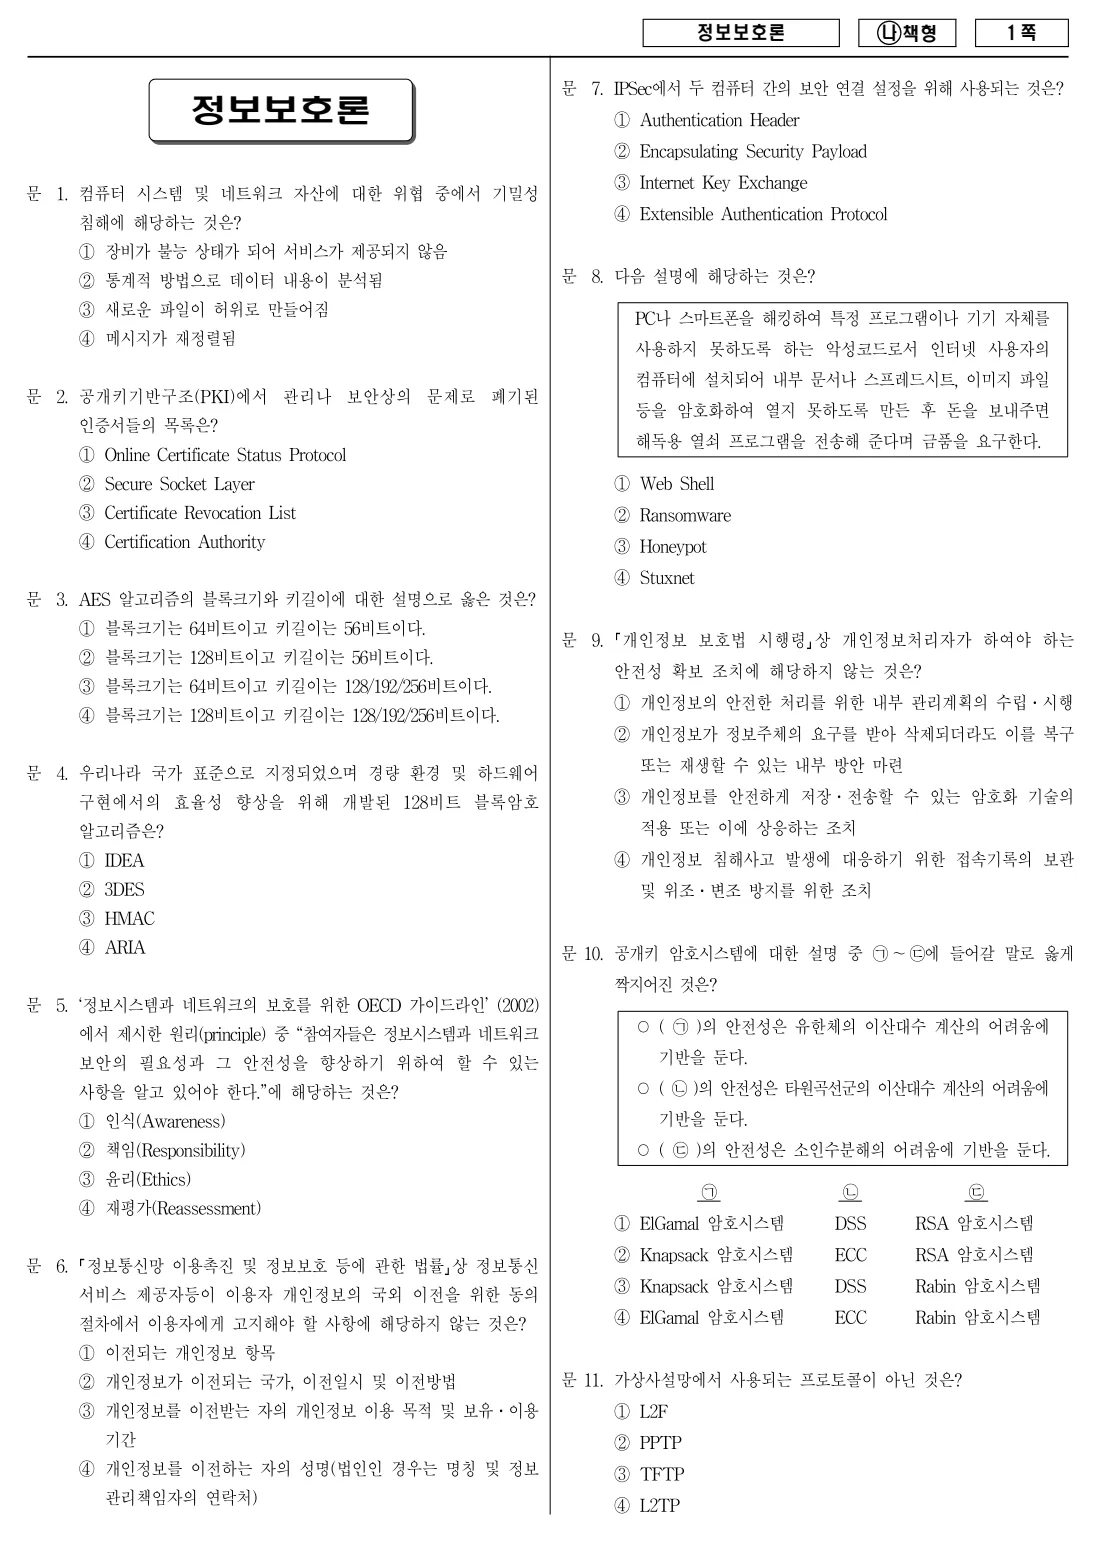 정보보호론
㉯책형
1 쪽
정보보호론
문 1. 컴퓨터 시스템 및 네트워크 자산에 대한 위협 중에서 기밀성
침해에 해당하는 것은?
① 장비가 불능 상태가 되어 서비스가 제공되지 않음
② 통계적 방법으로 데이터 내용이 분석됨
③ 새로운 파일이 허위로 만들어짐
④ 메시지가 재정렬됨
문 2. 공개키기반구조(PKI)에서 관리나 보안상의 문제로 폐기된
인증서들의 목록은?
① Online Certificate Status Protocol
② Secure Socket Layer
③ Certificate Revocation List
④ Certification Authority
문 3. AES 알고리즘의 블록크기와 키길이에 대한 설명으로 옳은 것은?
① 블록크기는 64비트이고 키길이는 56비트이다.
② 블록크기는 128비트이고 키길이는 56비트이다.
③ 블록크기는 64비트이고 키길이는 128/192/256비트이다.
④ 블록크기는 128비트이고 키길이는 128/192/256비트이다.
문 4. 우리나라 국가 표준으로 지정되었으며 경량 환경 및 하드웨어
구현에서의 효율성 향상을 위해 개발된 128비트 블록암호
알고리즘은?
① IDEA
② 3DES
③ HMAC
④ ARIA
문 5. ‘정보시스템과 네트워크의 보호를 위한 OECD 가이드라인’ (2002)
에서 제시한 원리(principle) 중 “참여자들은 정보시스템과 네트워크
보안의 필요성과 그 안전성을 향상하기 위하여 할 수 있는
사항을 알고 있어야 한다.”에 해당하는 것은?
① 인식(Awareness)
② 책임(Responsibility)
③ 윤리(Ethics)
④ 재평가(Reassessment)
문 6. ｢정보통신망 이용촉진 및 정보보호 등에 관한 법률｣상 정보통신
서비스 제공자등이 이용자 개인정보의 국외 이전을 위한 동의
절차에서 이용자에게 고지해야 할 사항에 해당하지 않는 것은?
① 이전되는 개인정보 항목
② 개인정보가 이전되는 국가, 이전일시 및 이전방법
③ 개인정보를 이전받는 자의 개인정보 이용 목적 및 보유·이용
기간
④ 개인정보를 이전하는 자의 성명(법인인 경우는 명칭 및 정보
관리책임자의 연락처)
문 7. IPSec에서 두 컴퓨터 간의 보안 연결 설정을 위해 사용되는 것은?
① Authentication Header
② Encapsulating Security Payload
③ Internet Key Exchange
④ Extensible Authentication Protocol
문 8. 다음 설명에 해당하는 것은?
PC나 스마트폰을 해킹하여 특정 프로그램이나 기기 자체를
사용하지 못하도록 하는 악성코드로서 인터넷 사용자의
컴퓨터에 설치되어 내부 문서나 스프레드시트, 이미지 파일
등을 암호화하여 열지 못하도록 만든 후 돈을 보내주면
해독용 열쇠 프로그램을 전송해 준다며 금품을 요구한다.
① Web Shell
② Ransomware
③ Honeypot
④ Stuxnet
문 9. ｢개인정보 보호법 시행령｣상 개인정보처리자가 하여야 하는
안전성 확보 조치에 해당하지 않는 것은?
① 개인정보의 안전한 처리를 위한 내부 관리계획의 수립·시행
② 개인정보가 정보주체의 요구를 받아 삭제되더라도 이를 복구
또는 재생할 수 있는 내부 방안 마련
③ 개인정보를 안전하게 저장·전송할 수 있는 암호화 기술의
적용 또는 이에 상응하는 조치
④ 개인정보 침해사고 발생에 대응하기 위한 접속기록의 보관
및 위조·변조 방지를 위한 조치
문 10. 공개키 암호시스템에 대한 설명 중 ㉠～㉢에 들어갈 말로 옳게
짝지어진 것은?
○ ( ㉠ )의 안전성은 유한체의 이산대수 계산의 어려움에
기반을 둔다.
○ ( ㉡ )의 안전성은 타원곡선군의 이산대수 계산의 어려움에
기반을 둔다.
○ ( ㉢ )의 안전성은 소인수분해의 어려움에 기반을 둔다.
㉠ ㉡ ㉢
① ElGamal 암호시스템 DSS RSA 암호시스템
② Knapsack 암호시스템 ECC RSA 암호시스템
③ Knapsack 암호시스템 DSS Rabin 암호시스템
④ ElGamal 암호시스템 ECC Rabin 암호시스템
문 11. 가상사설망에서 사용되는 프로토콜이 아닌 것은?
① L2F
② PPTP
③ TFTP
④ L2TP